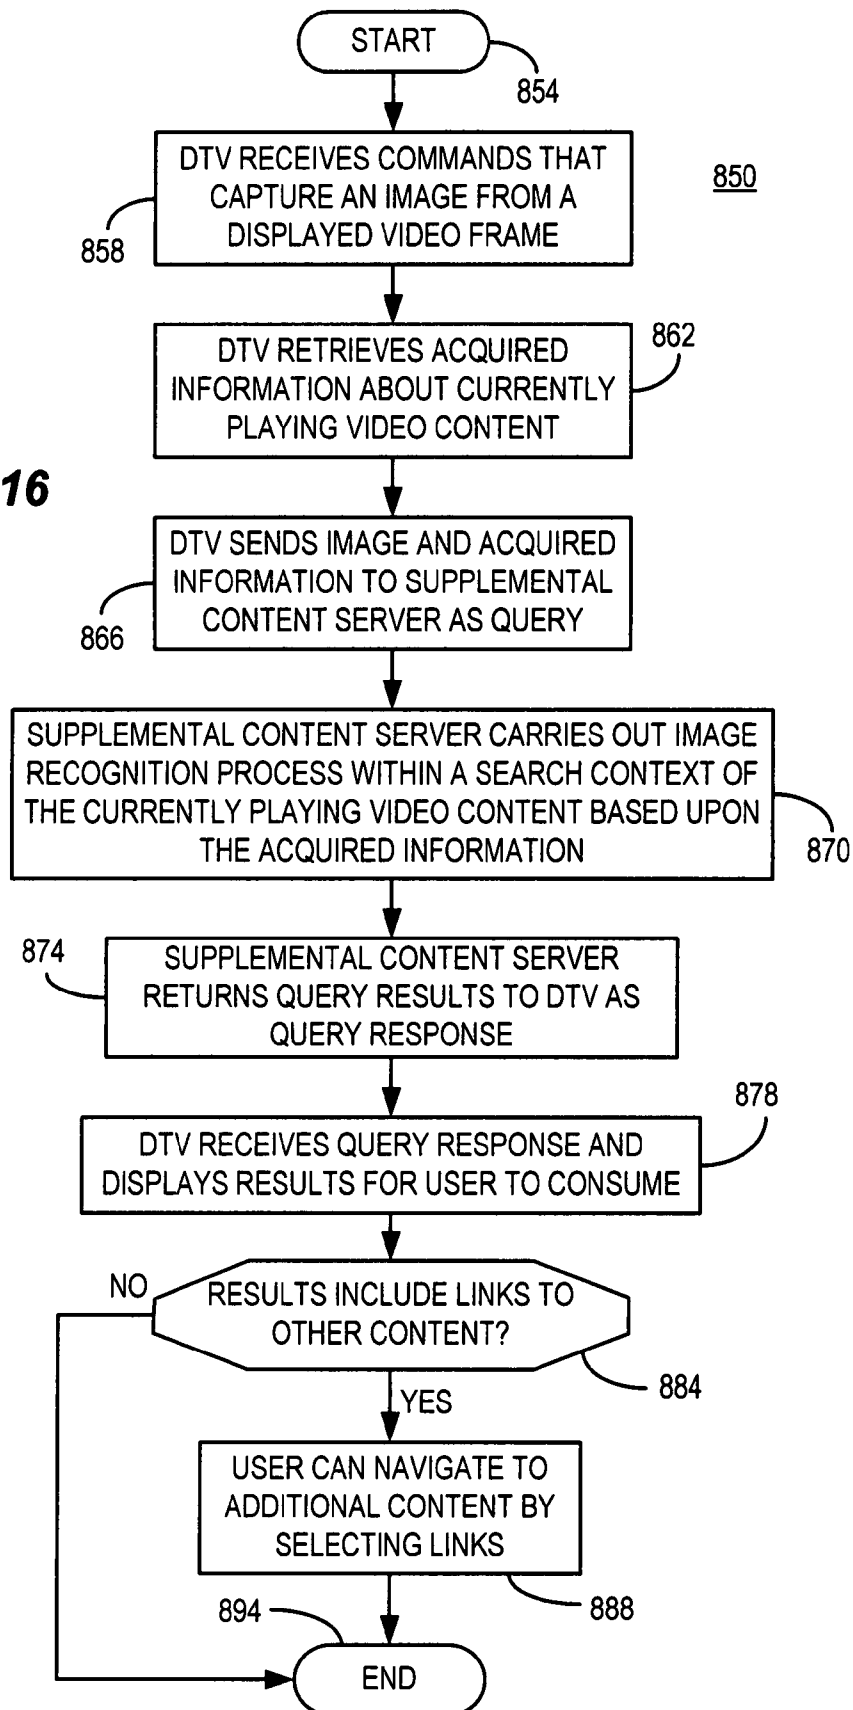 START
854
DTV RECEIVES COMMANDS THAT
CAPTURE AN IMAGE FROM A
DISPLAYED VIDEO FRAME
850
858
DTV RETRIEVES ACQUIRED
INFORMATION ABOUT CURRENTLY
PLAYING VIDEO CONTENT
862
16
DTV SENDS IMAGE AND ACQUIRED
INFORMATION TO SUPPLEMENTAL
CONTENT SERVER AS QUERY
866
SUPPLEMENTAL CONTENT SERVER CARRIES OUT IMAGE
RECOGNITION PROCESS WITHIN A SEARCH CONTEXT OF
THE CURRENTLY PLAYING VIDEO CONTENT BASED UPON
THE ACQUIRED INFORMATION
870
874
SUPPLEMENTAL CONTENT SERVER
RETURNS QUERY RESULTS TO DTV AS
QUERY RESPONSE
878
DTV RECEIVES QUERY RESPONSE AND
DISPLAYS RESULTS FOR USER TO CONSUME
NO
RESULTS INCLUDE LINKS TO
OTHER CONTENT?
884
YES
USER CAN NAVIGATE TO
ADDITIONAL CONTENT BY
SELECTING LINKS
888
894
END